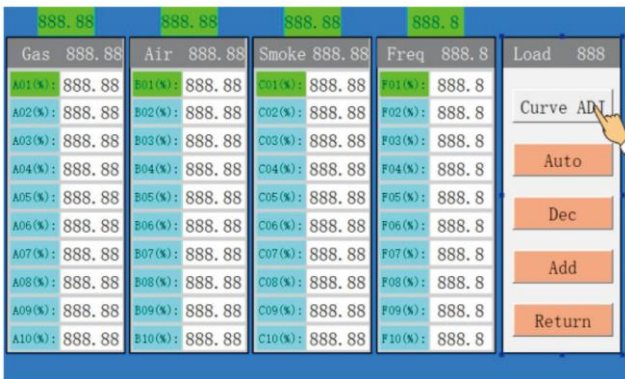 888.88 888.88 888.88 888.8
Gas 888.88 Air 888.88 Smoke 888.88 Freq 888.8 Load 888
A01(%): 888.88 B01(%): 888.88 C01(%): 888.88 F01(%): 888.8
A02(%): 888.88 B02(%): 888.88 C02(%): 888.88 F02(%): 888.8
Curve ADJ
A03(%): 888.88 B03(%): 888.88 C03(%): 888.88 F03(%): 888.8
A04(%): 888.88 B04(%): 888.88 C04(%): 888.88 F04(%): 888.8
Auto
A05(%): 888.88 B05(%): 888.88 C05(%): 888.88 F05(%): 888.8
A06(%): 888.88 B06(%): 888.88 C06(%): 888.88 F06(%): 888.8
Dec
A07(%): 888.88 B07(%): 888.88 C07(%): 888.88 F07(%): 888.8
A08(%): 888.88 B08(%): 888.88 C08(%): 888.88 F08(%): 888.8
Add
A09(%): 888.88 B09(%): 888.88 C09(%): 888.88 F09(%): 888.8
Return
A10(%): 888.88 B10(%): 888.88 C10(%): 888.88 F10(%): 888.8